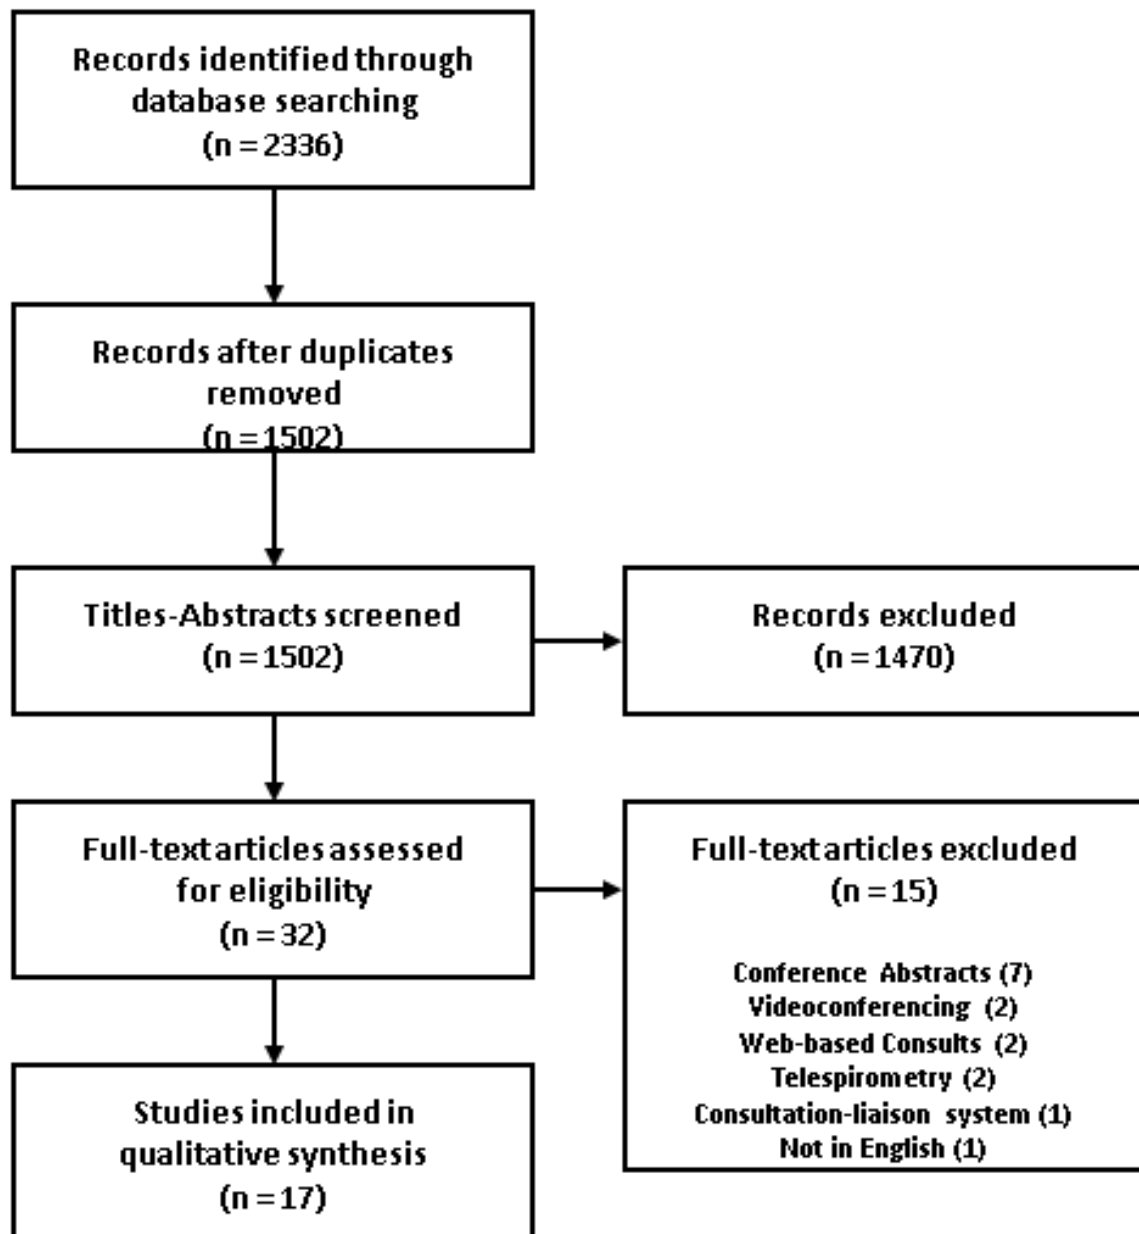 Records identified through
database searching
(n = 2336)
Records after duplicates
removed
(n = 1502)
Titles-Abstracts screened
(n = 1502)
Records excluded
(n = 1470)
Full-text articles assessed
for eligibility
(n = 32)
Full-text articles excluded
(n = 15)
Conference Abstracts (7)
Videoconferencing (2)
Web-based Consults (2)
Telespirometry (2)
Consultation-liaison system (1)
Not in English (1)
Studies included in
qualitative synthesis
(n = 17)